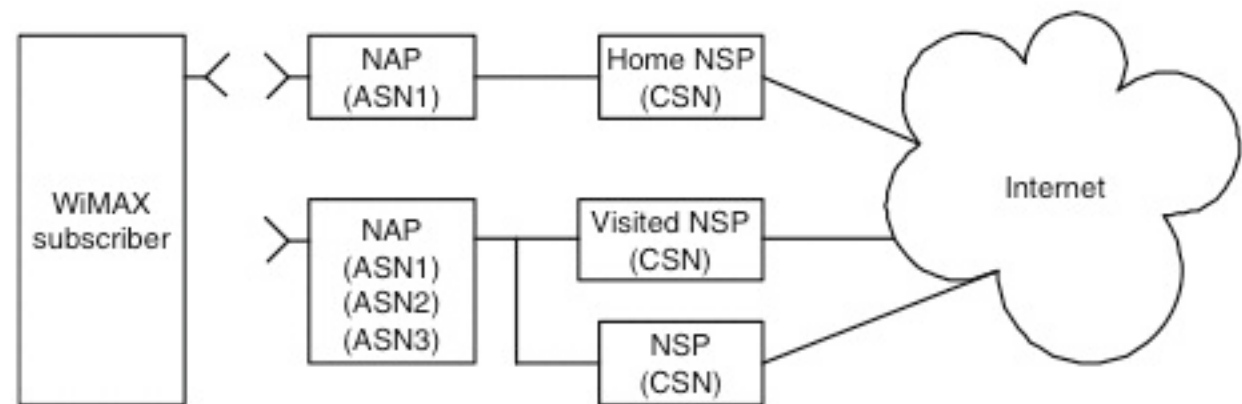 WiMAX
subscriber
NAP
(ASN1)
Home NSP
(CSN)
NAP
(ASN1)
(ASN2)
(ASN3)
Visited NSP
(CSN)
NSP
(CSN)
Internet